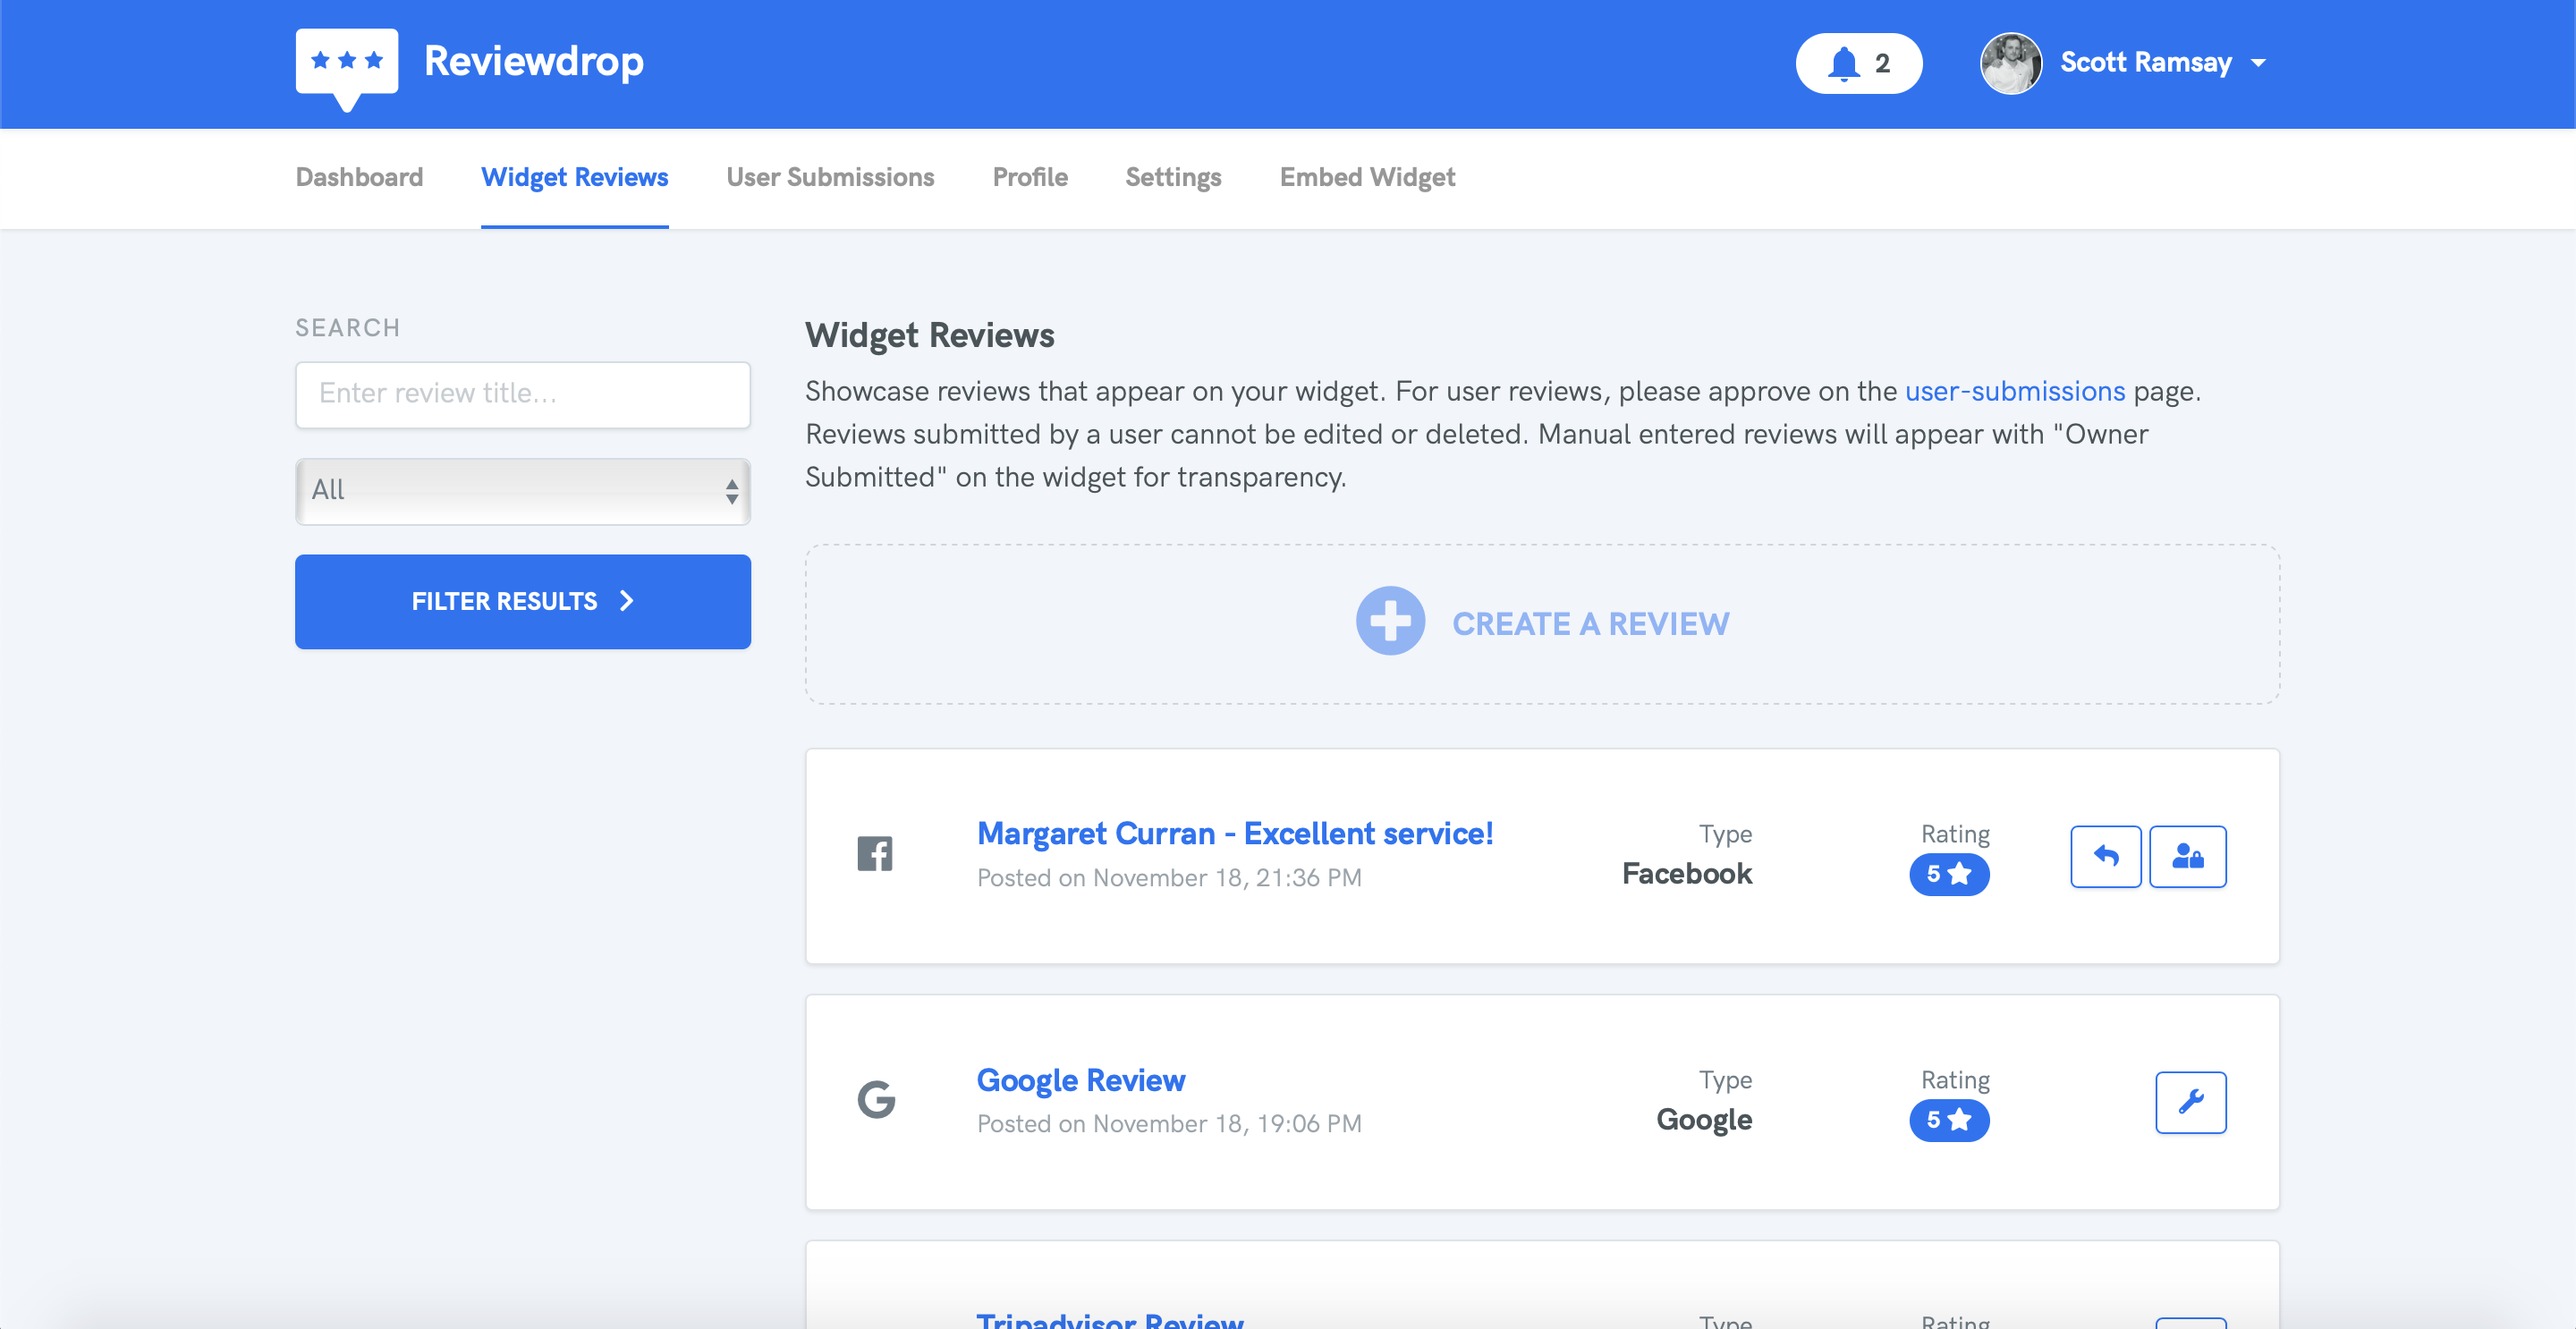 Reviewdrop
2
Scott Ramsay
Dashboard
Widget Reviews
User Submissions
Profile
Settings
Embed Widget
SEARCH
Enter review title...
All
FILTER RESULTS
Widget Reviews
Showcase reviews that appear on your widget. For user reviews, please approve on the user-submissions page.
Reviews submitted by a user cannot be edited or deleted. Manual entered reviews will appear with "Owner
Submitted" on the widget for transparency.
CREATE A REVIEW
Margaret Curran - Excellent service!
Posted on November 18, 21:36 PM
Type
Facebook
Rating
5
Google Review
Posted on November 18, 19:06 PM
Type
Google
Rating
5
Tripadvisor Review
Type
Rating